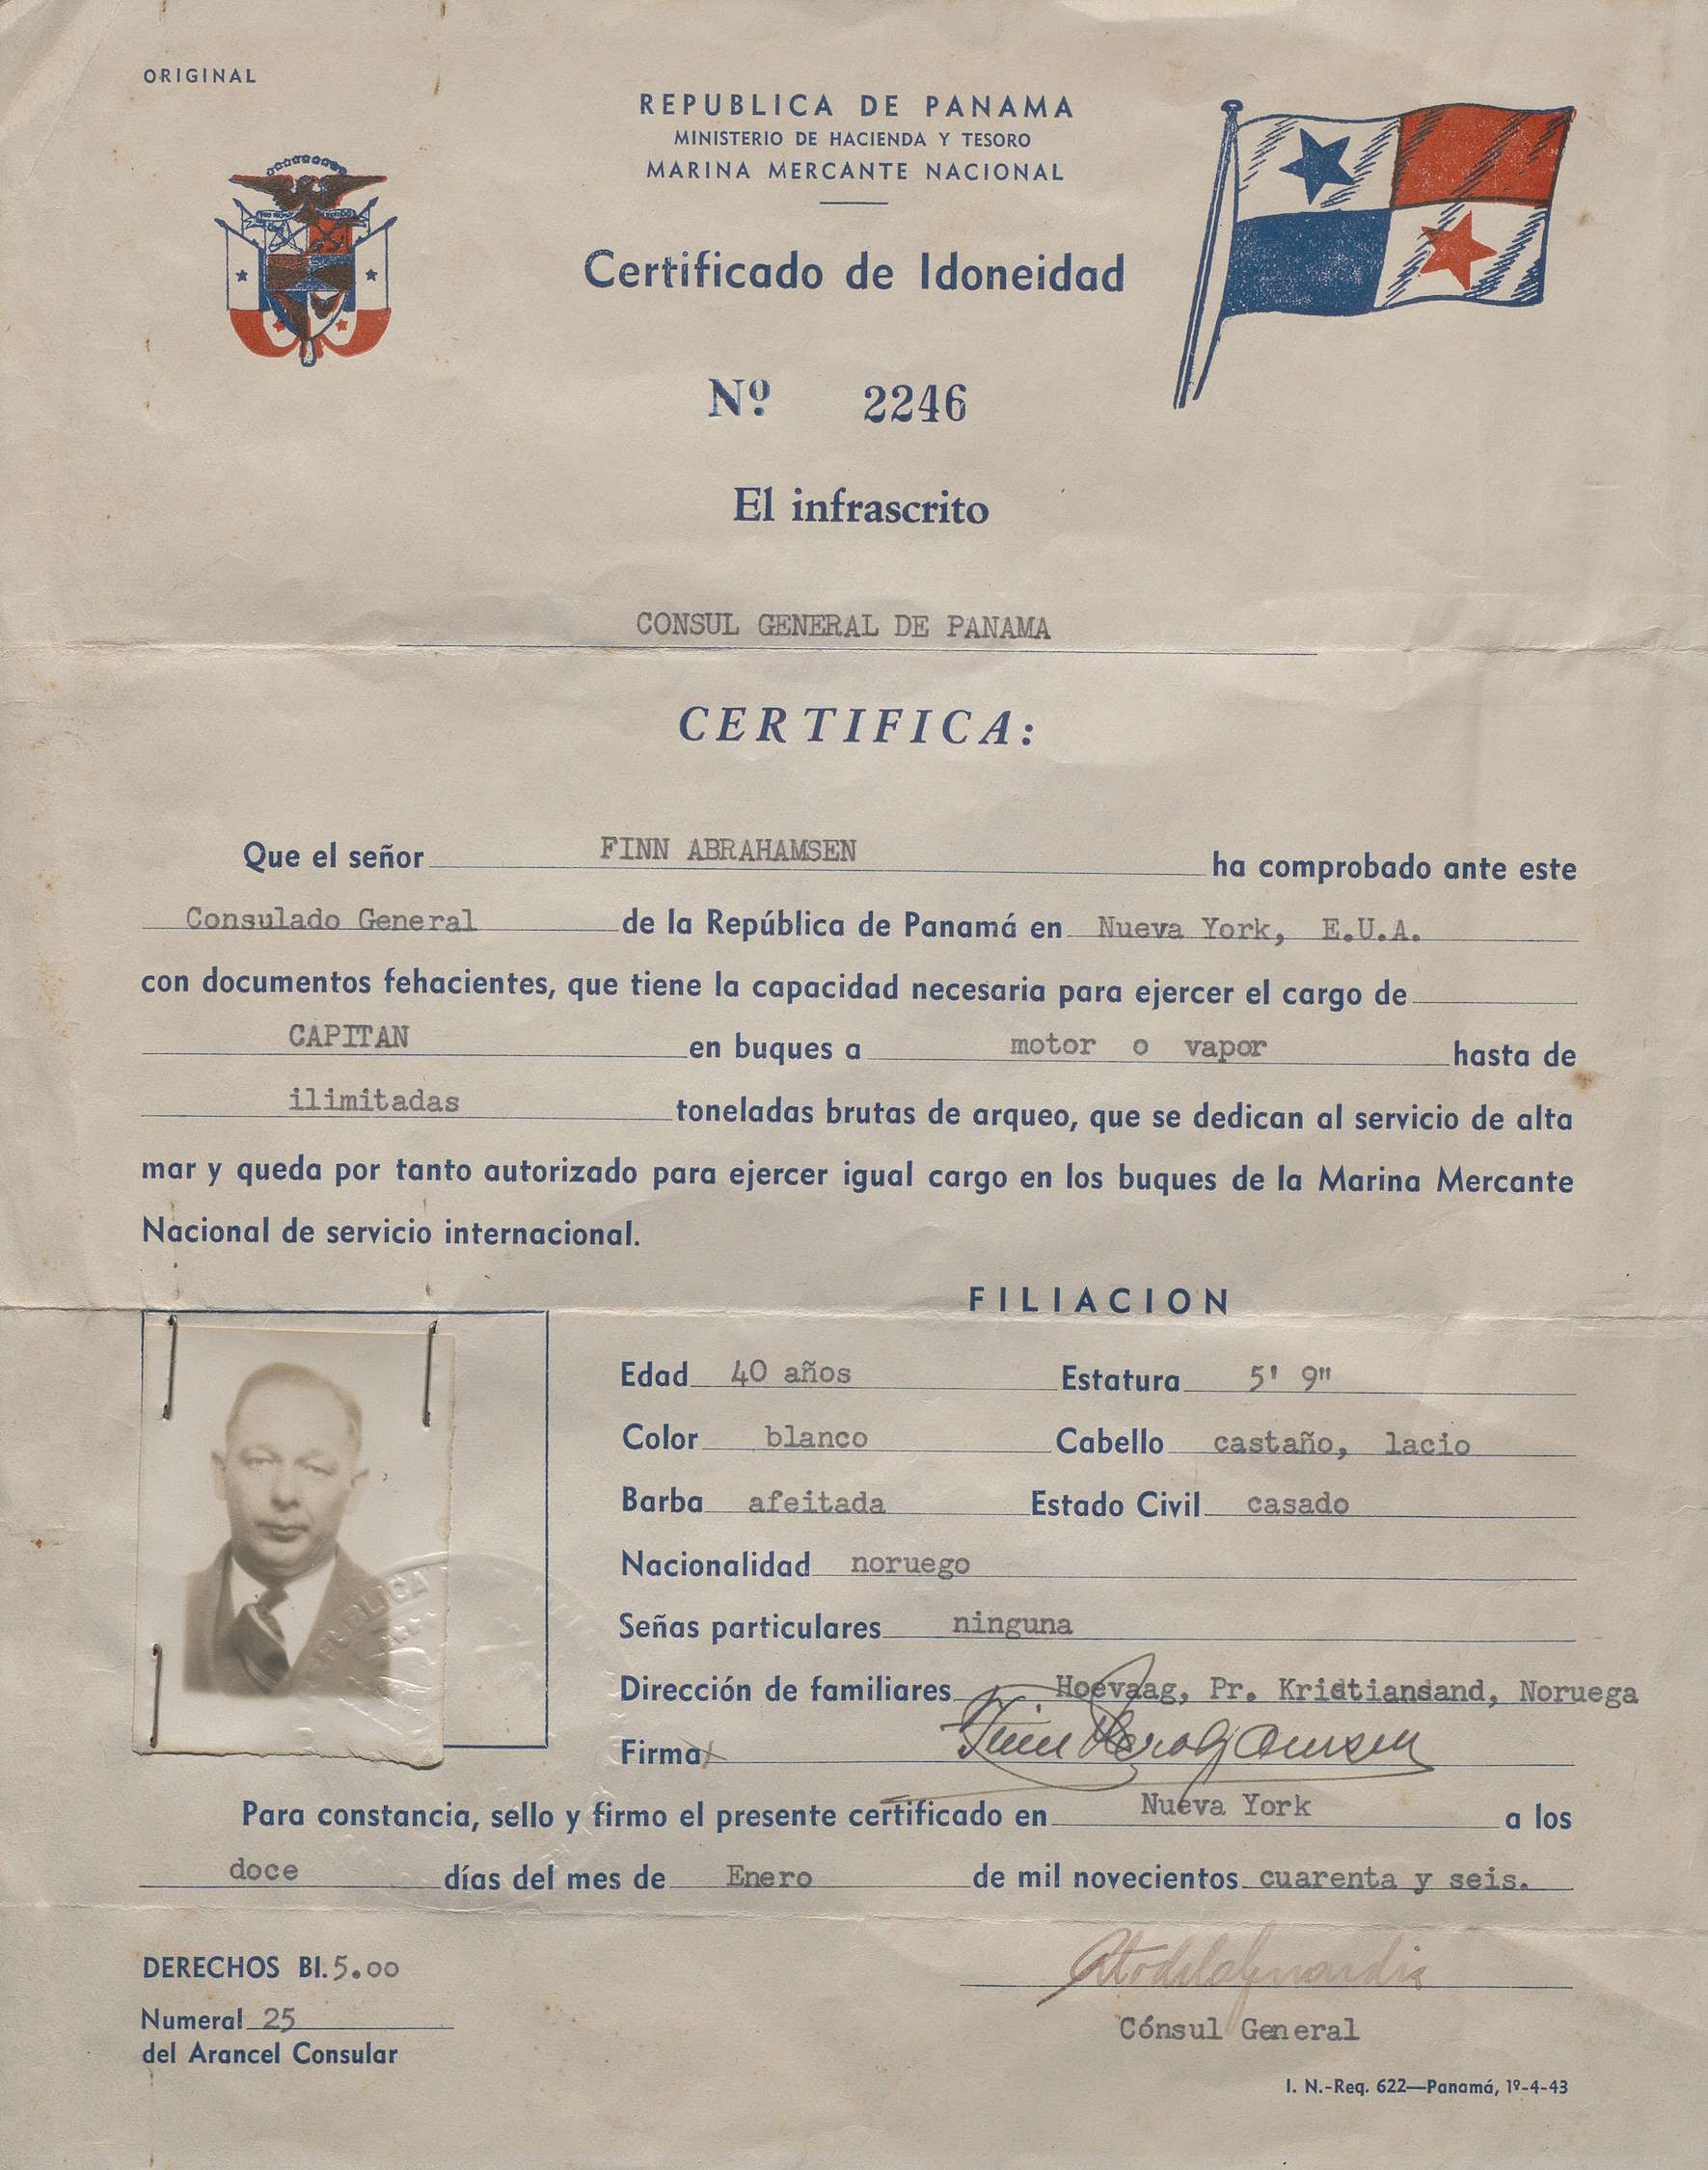 ORIGINAL
REPUBLICA DE PANAMA
MINISTERIO DE HACIENDA Y TESORO
MARINA MERCANTE NACIONAL
Certificado de Idoneidad
Nº 2246
El infrascrito
CONSUL GENERAL DE PANAMA
CERTIFICA:
Que el señor FINN ABRAHAMSEN ha comprobado ante este
Consulado General de la República de Panamá en Nueva York, E.U.A.
con documentos fehacientes, que tiene la capacidad necesaria para ejercer el cargo de
CAPITAN en buques a motor o vapor hasta de
ilimitadas toneladas brutas de arqueo, que se dedican al servicio de alta
mar y queda por tanto autorizado para ejercer igual cargo en los buques de la Marina Mercante
Nacional de servicio internacional.
FILIACION
Edad 40 años Estatura 5' 9"
Color blanco Cabello castaño, lacio
Barba afeitada Estado Civil casado
Nacionalidad noruego
Señas particulares ninguna
Dirección de familiares Hoevaag, Pr. Kristiansand, Noruega
Firma Finn Abrahamsen
Para constancia, sello y firmo el presente certificado en Nueva York a los
doce días del mes de Enero de mil novecientos cuarenta y seis.
DERECHOS Bl. 5.00
Numeral 25
del Arancel Consular
Cónsul General
I. N.-Req. 622—Panamá, 1º-4-43